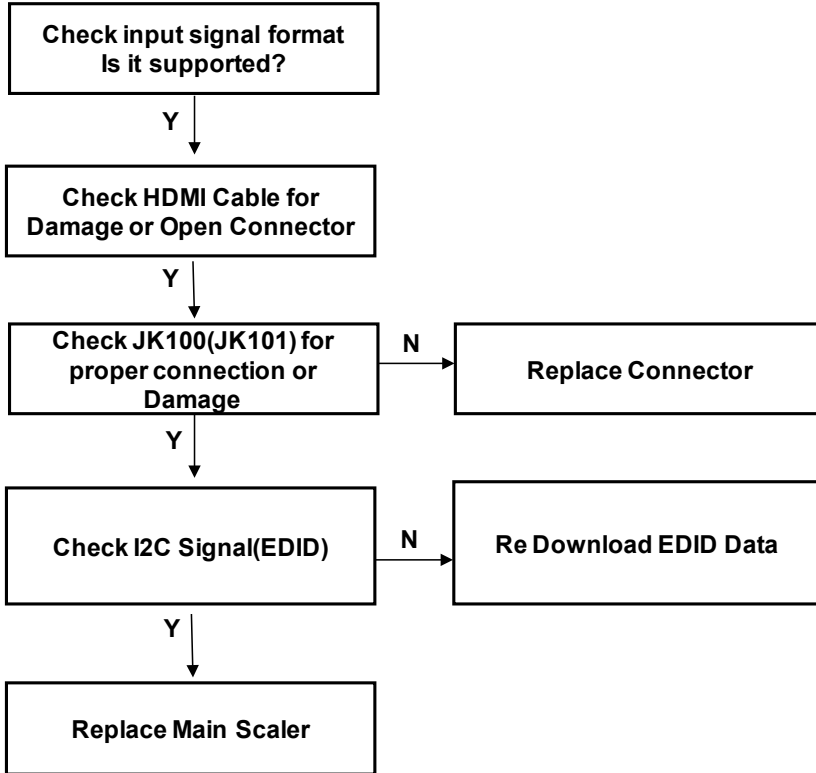 Check input signal format
Is it supported?
Y
Check HDMI Cable for
Damage or Open Connector
Y
Check JK100(JK101) for
proper connection or
Damage
N
Replace Connector
Y
Check I2C Signal(EDID)
N
Re Download EDID Data
Y
Replace Main Scaler